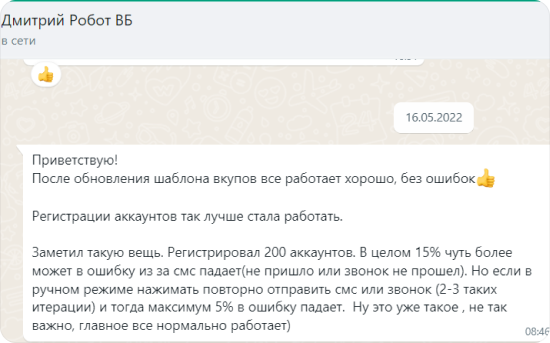 Дмитрий Робот ВБ
в сети
👍
16.05.2022
Приветствую!
После обновления шаблона вкупов все работает хорошо, без ошибок👍
Регистрации аккаунтов так лучше стала работать.
Заметил такую вещь. Регистрировал 200 аккаунтов. В целом 15% чуть более
может в ошибку из за смс падает(не пришло или звонок не прошел). Но если в
ручном режиме нажимать повторно отправить смс или звонок (2-3 таких
итерации) и тогда максимум 5% в ошибку падает. Ну это уже такое , не так
важно, главное все нормально работает)
08:46